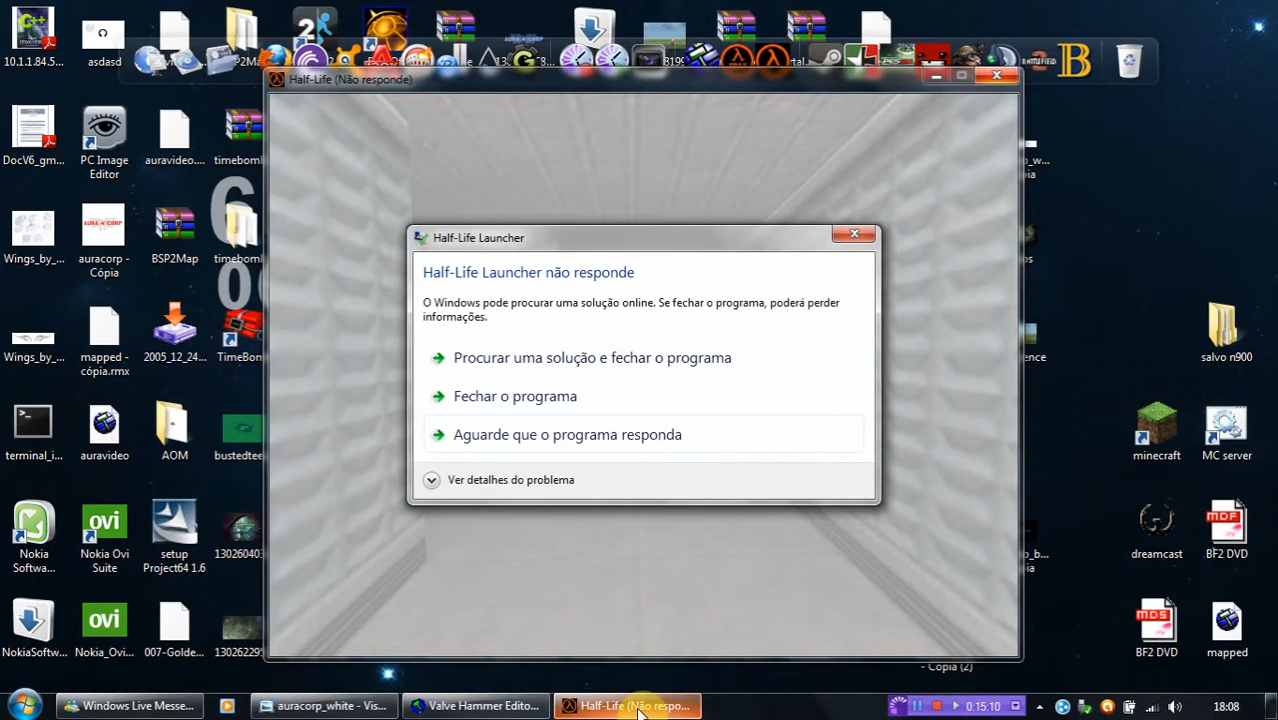 10.1.1.84.5...
asdasd
2
B
Half-Life (Não responde)
DocV6_gm...
PC Image
Editor
auravideo....
Half-Life Launcher
Half-Life Launcher não responde
O Windows pode procurar uma solução online. Se fechar o programa, poderá perder
informações.
Procurar uma solução e fechar o programa
Fechar o programa
Aguarde que o programa responda
Ver detalhes do problema
Wings_by_...
auracorp -
Cópia
BSP2Map
Wings_by_...
mapped -
cópia.rmx
2005_12_24...
TimeBom
salvo n900
terminal_i...
auravideo
AOM
bustedtee
minecraft
MC server
Nokia
Softwa...
Nokia Ovi
Suite
setup
Project64 1.6
13026040
dreamcast
BF2 DVD
NokiaSoftw...
Nokia_Ovi...
007-Golde...
13026229
BF2 DVD
mapped
- Cópia (2)
Windows Live Messe...
auracorp_white - Vis...
Valve Hammer Edito...
Half-Life (Não respo...
0:15:10
18:08